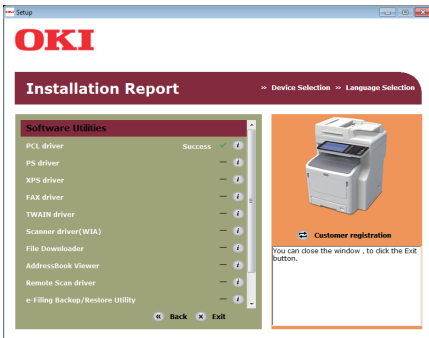 Setup
OKI
Installation Report
» Device Selection » Language Selection
Software Utilities
PCL driver Success
PS driver
XPS driver
FAX driver
TWAIN driver
Scanner driver(WIA)
File Downloader
AddressBook Viewer
Remote Scan driver
e-Filing Backup/Restore Utility
Back Exit
Customer registration
You can close the window , to click the Exit
button.